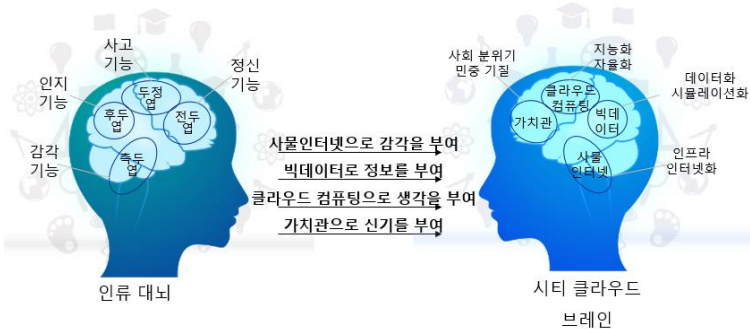 사고
기능
정신
기능
인지
기능
감각
기능
두정
엽
후두
엽
전두
엽
측두
엽
인류 대뇌
사물인터넷으로 감각을 부여
빅데이터로 정보를 부여
클라우드 컴퓨팅으로 생각을 부여
가치관으로 신기를 부여
사회 분위기
민중 기질
지능화
자율화
데이터화
시뮬레이션화
인프라
인터넷화
클라우드
컴퓨팅
가치관
빅데
이터
사물
인터넷
시티 클라우드
브레인